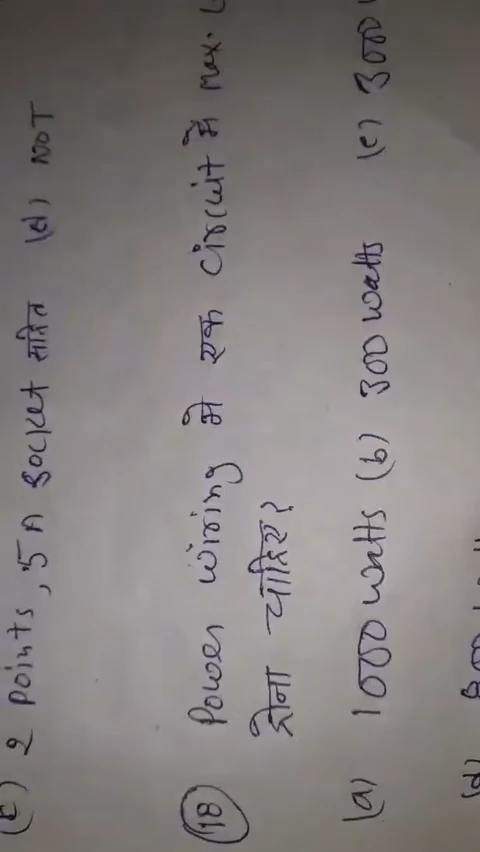 (c) 2 Points, 5 A Socket सहित (d) NOT
(18) Power wiring मे एक circuit मे Max.
होना चाहिए?
(a) 1000 watts (b) 300 watts (c) 3000
(d)